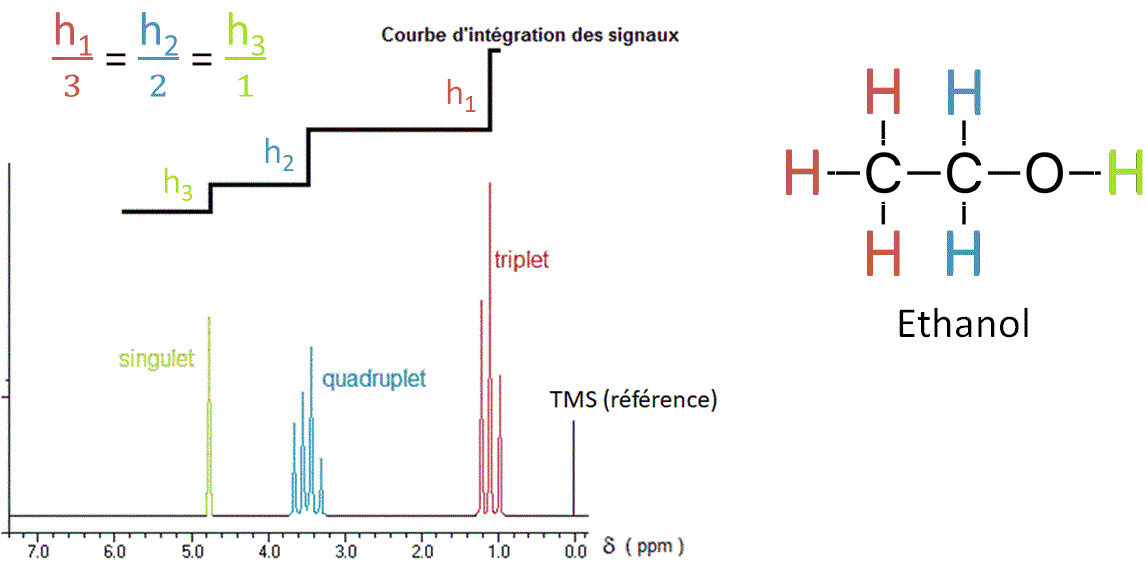 h1/3 = h2/2 = h3/1
Courbe d'intégration des signaux
h1
h2
h3
triplet
singulet
quadruplet
TMS (référence)
7.0 6.0 5.0 4.0 3.0 2.0 1.0 0.0 δ ( ppm )
H H
H C C O H
H H
Ethanol